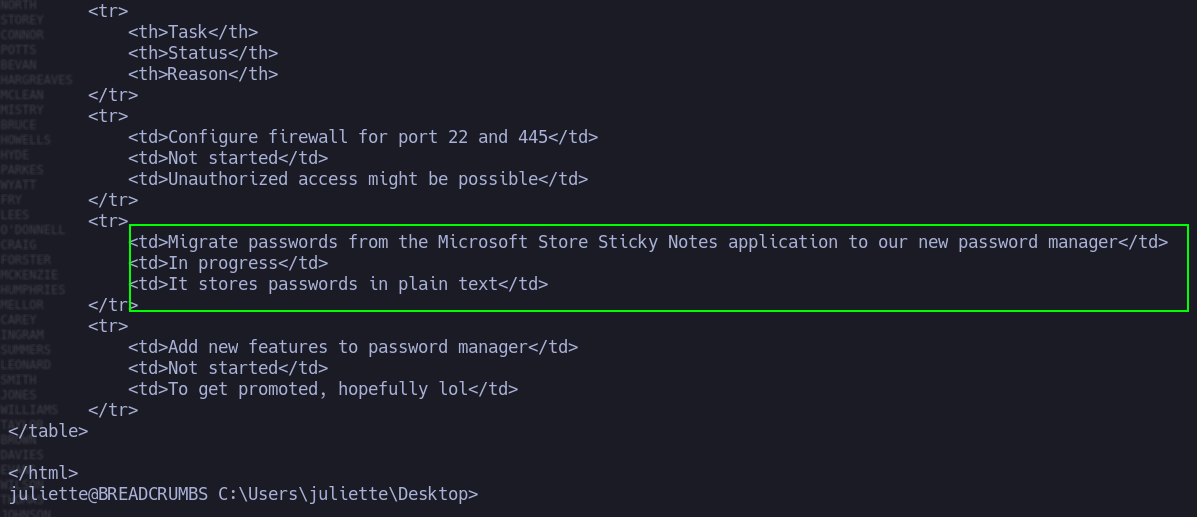 <tr>
<th>Task</th>
<th>Status</th>
<th>Reason</th>
</tr>
<tr>
<td>Configure firewall for port 22 and 445</td>
<td>Not started</td>
<td>Unauthorized access might be possible</td>
</tr>
<tr>
<td>Migrate passwords from the Microsoft Store Sticky Notes application to our new password manager</td>
<td>In progress</td>
<td>It stores passwords in plain text</td>
</tr>
<tr>
<td>Add new features to password manager</td>
<td>Not started</td>
<td>To get promoted, hopefully lol</td>
</tr>
</table>
</html>
juliette@BREADCRUMBS C:\Users\juliette\Desktop>
NORTH
STOREY
CONNOR
POTTS
BEVAN
HARGREAVES
MCLEAN
MISTRY
BRUCE
HOWELLS
HYDE
PARKES
WYATT
FRY
LEES
O'DONNELL
CRAIG
FORSTER
MCKENZIE
HUMPHRIES
MELLOR
CAREY
INGRAM
SUMMERS
LEONARD
SMITH
JONES
WILLIAMS
BROWN
DAVIES
JOHNSON